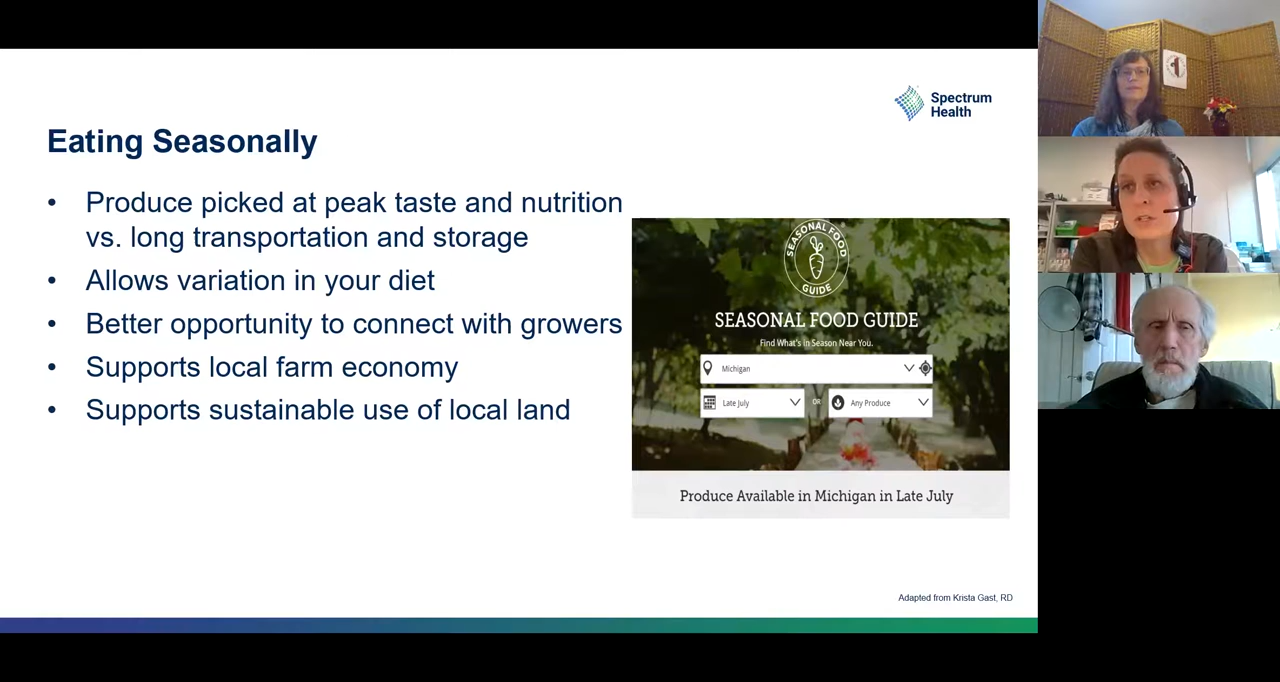 Spectrum
Health
Eating Seasonally
• Produce picked at peak taste and nutrition
vs. long transportation and storage
• Allows variation in your diet
• Better opportunity to connect with growers
• Supports local farm economy
• Supports sustainable use of local land
SEASONAL FOOD
GUIDE
SEASONAL FOOD GUIDE
Find What's in Season Near You.
Michigan
Late July
OR
Any Produce
Produce Available in Michigan in Late July
Adapted from Krista Gast, RD